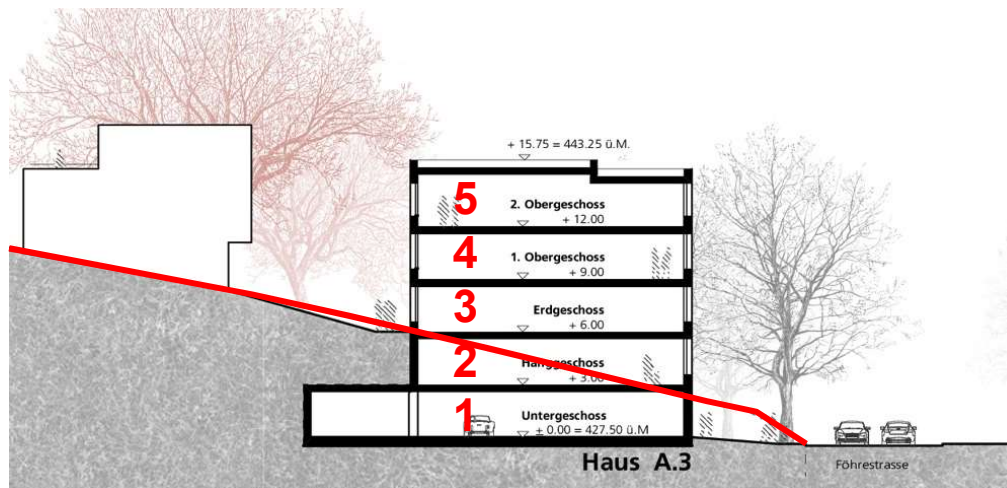 + 15.75 = 443.25 ü.M.
5
2. Obergeschoss
+ 12.00
4
1. Obergeschoss
+ 9.00
3
Erdgeschoss
+ 6.00
2
Hanggeschoss
+ 3.00
1
Untergeschoss
± 0.00 = 427.50 ü.M
Haus A.3
Föhrestrasse